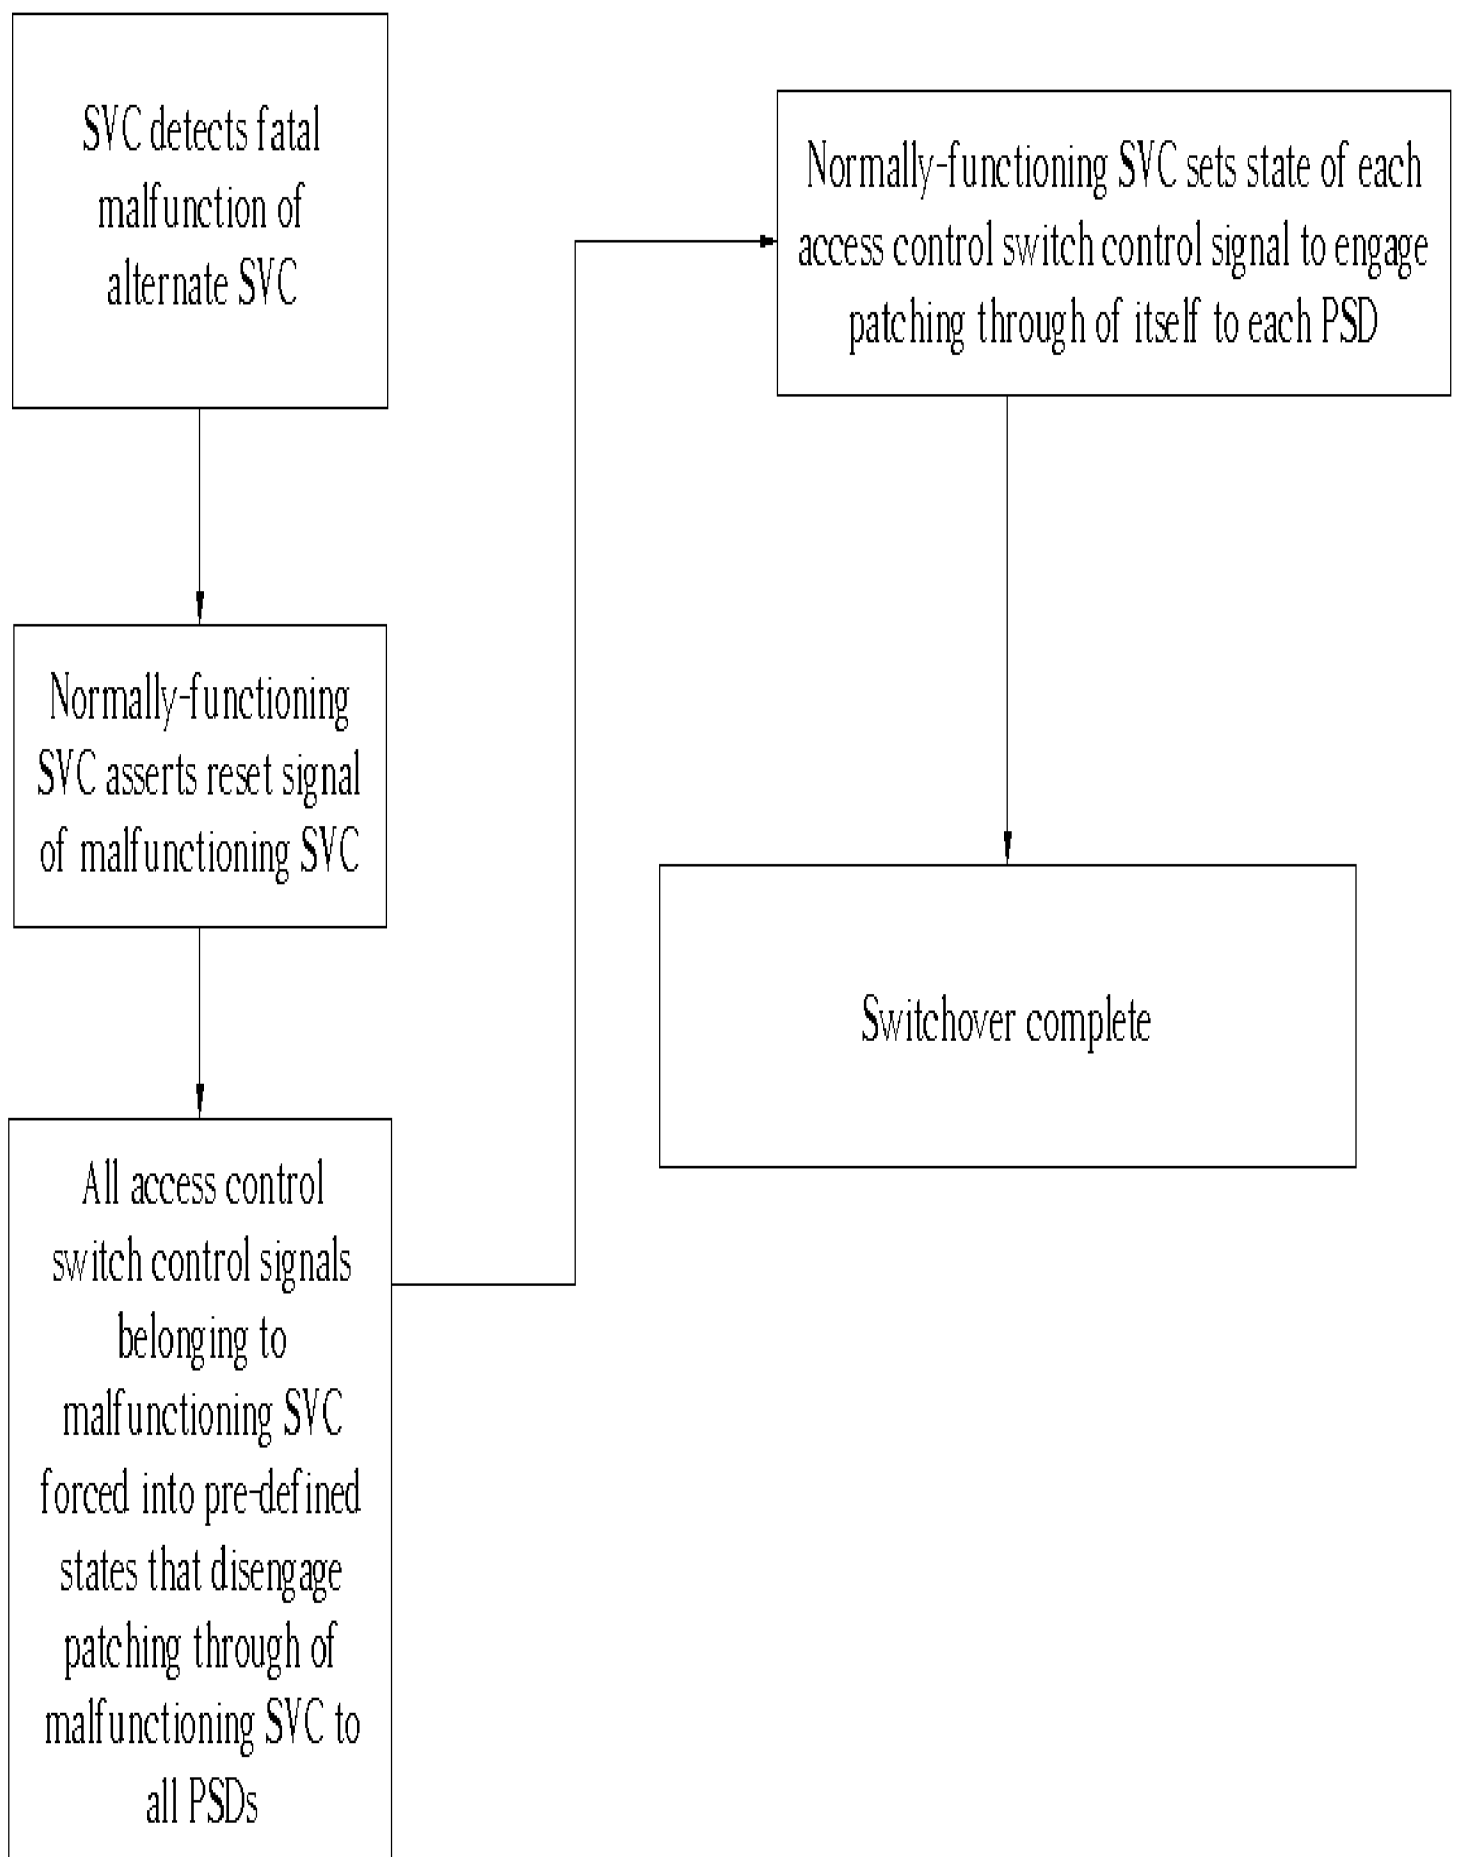 SVC detects fatal
malfunction of
alternate SVC
Normally-functioning
SVC asserts reset signal
of malfunctioning SVC
All access control
switch control signals
belonging to
malfunctioning SVC
forced into pre-defined
states that disengage
patching through of
malfunctioning SVC to
all PSDs
Normally-functioning SVC sets state of each
access control switch control signal to engage
patching through of itself to each PSD
Switchover complete